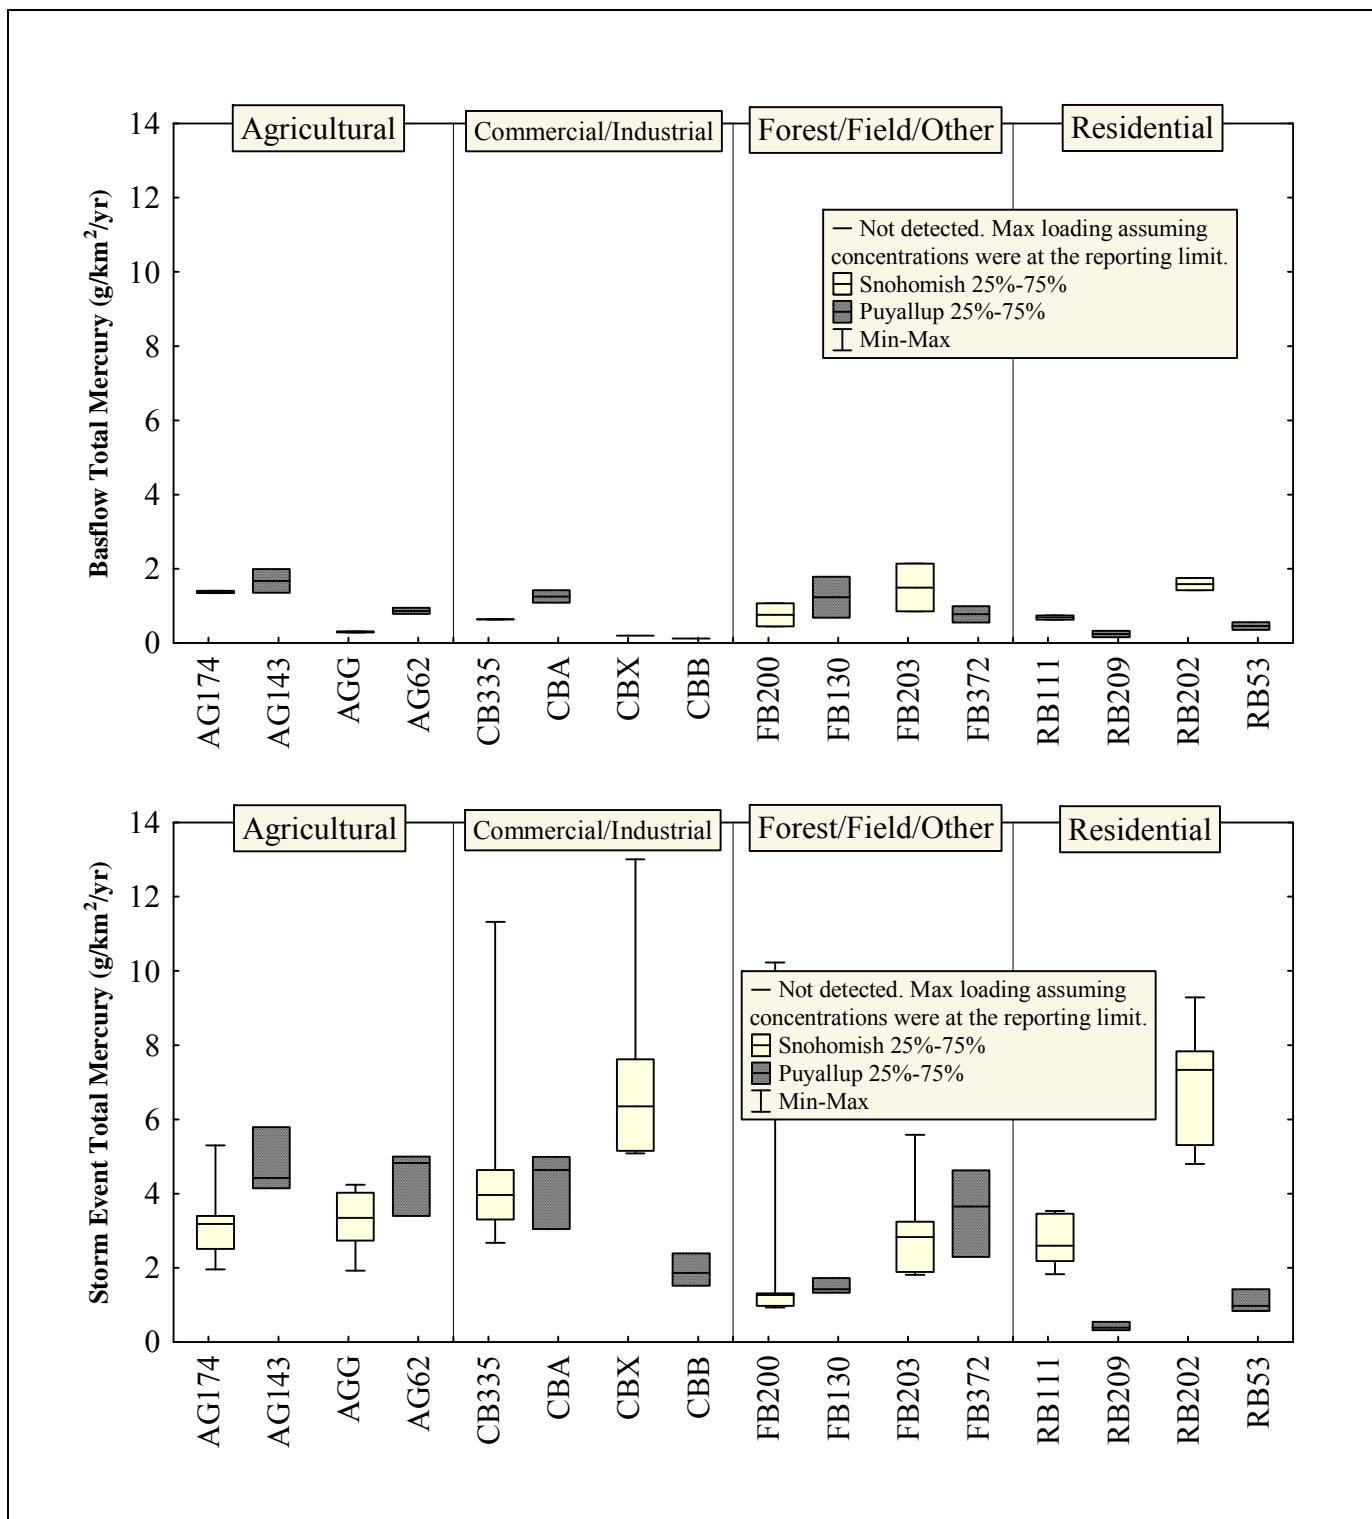 Agricultural
Commercial/Industrial
Forest/Field/Other
Residential
Basflow Total Mercury (g/km²/yr)
14
12
10
8
6
4
2
0
— Not detected. Max loading assuming
concentrations were at the reporting limit.
Snohomish 25%-75%
Puyallup 25%-75%
Min-Max
AG174
AG143
AGG
AG62
CB335
CBA
CBX
CBB
FB200
FB130
FB203
FB372
RB111
RB209
RB202
RB53
Agricultural
Commercial/Industrial
Forest/Field/Other
Residential
Storm Event Total Mercury (g/km²/yr)
14
12
10
8
6
4
2
0
— Not detected. Max loading assuming
concentrations were at the reporting limit.
Snohomish 25%-75%
Puyallup 25%-75%
Min-Max
AG174
AG143
AGG
AG62
CB335
CBA
CBX
CBB
FB200
FB130
FB203
FB372
RB111
RB209
RB202
RB53